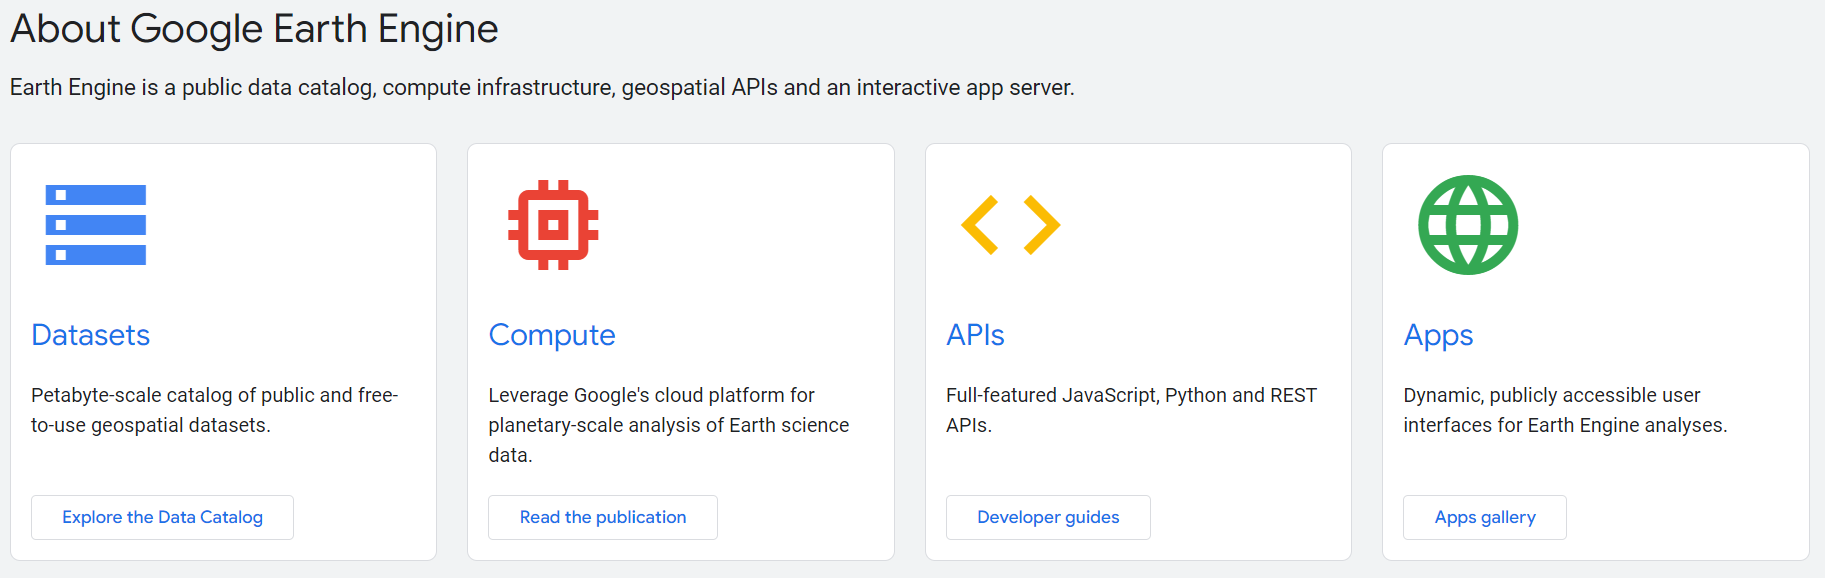 About Google Earth Engine
Earth Engine is a public data catalog, compute infrastructure, geospatial APIs and an interactive app server.
Datasets
Petabyte-scale catalog of public and free-
to-use geospatial datasets.
Explore the Data Catalog
Compute
Leverage Google's cloud platform for
planetary-scale analysis of Earth science
data.
Read the publication
APIs
Full-featured JavaScript, Python and REST
APIs.
Developer guides
Apps
Dynamic, publicly accessible user
interfaces for Earth Engine analyses.
Apps gallery